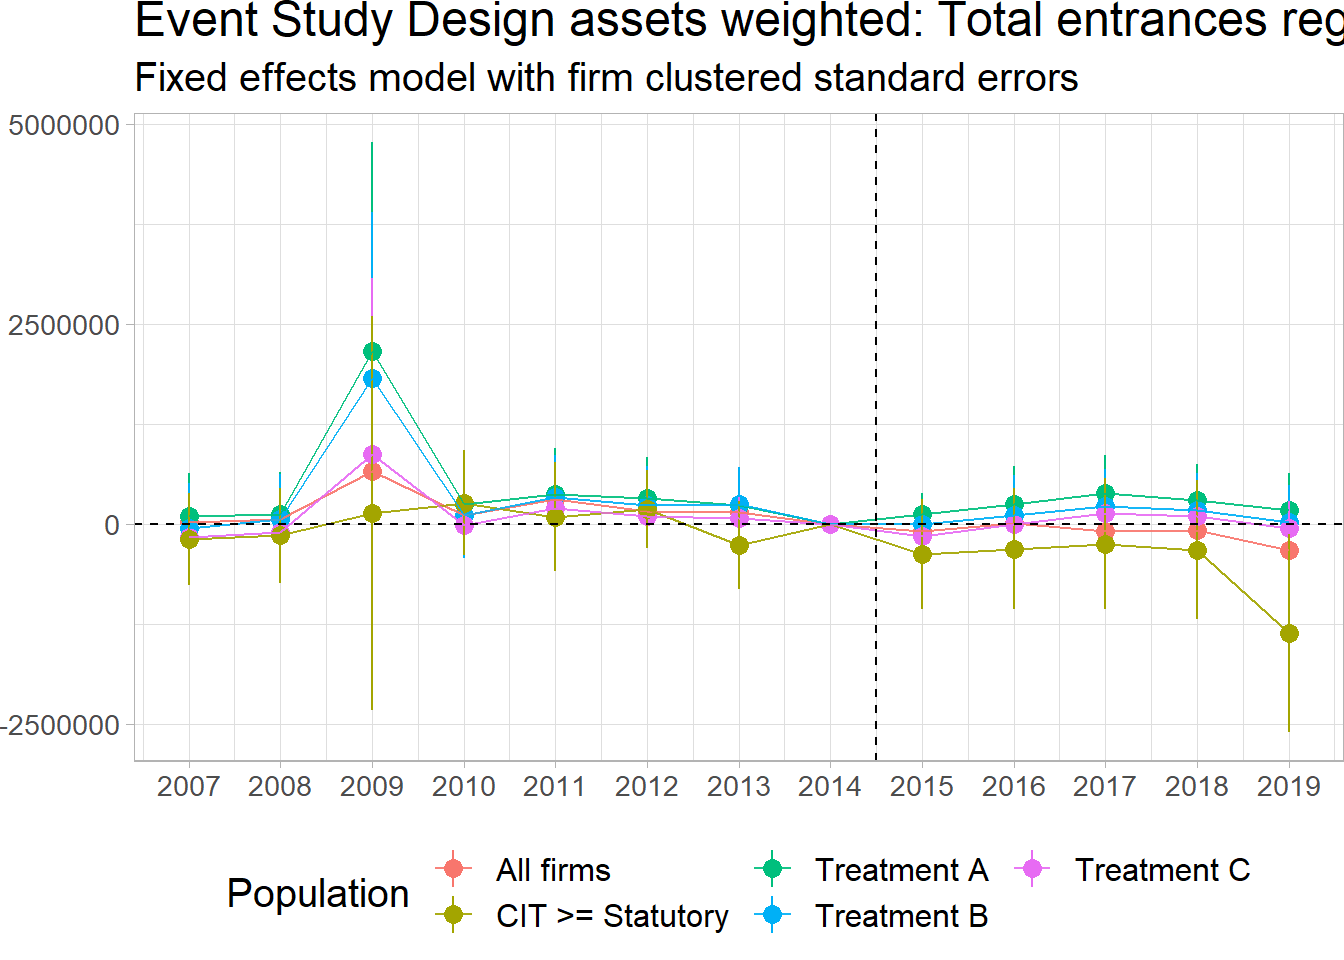 Event Study Design assets weighted: Total entrances reg
Fixed effects model with firm clustered standard errors
5000000
2500000
0
-2500000
2007 2008 2009 2010 2011 2012 2013 2014 2015 2016 2017 2018 2019
Population
All firms
CIT >= Statutory
Treatment A
Treatment B
Treatment C